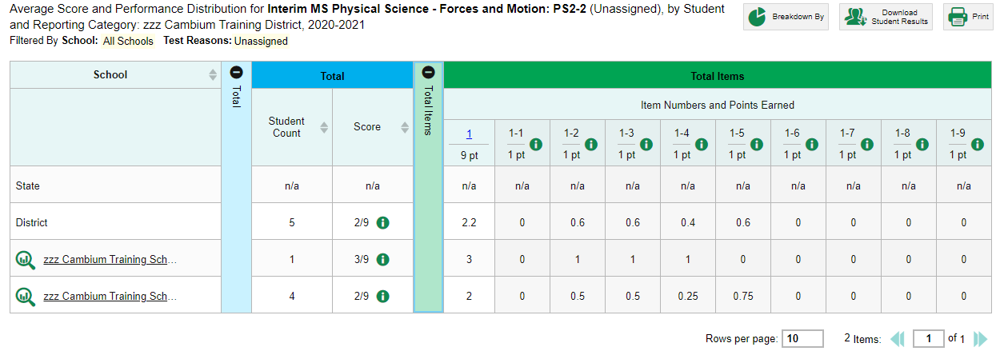 Average Score and Performance Distribution for Interim MS Physical Science - Forces and Motion: PS2-2 (Unassigned), by Student
and Reporting Category: zzz Cambium Training District, 2020-2021
Filtered By School: All Schools Test Reasons: Unassigned
Breakdown By
Download
Student Results
Print
School
Total
Total
Total Items
Total Items
Student
Count
Score
Item Numbers and Points Earned
1 1-1 1-2 1-3 1-4 1-5 1-6 1-7 1-8 1-9
9 pt 1 pt 1 pt 1 pt 1 pt 1 pt 1 pt 1 pt 1 pt 1 pt
State n/a n/a n/a n/a n/a n/a n/a n/a n/a n/a n/a n/a
District 5 2/9 2.2 0 0.6 0.6 0.4 0.6 0 0 0 0
zzz Cambium Training Sch... 1 3/9 3 0 1 1 1 0 0 0 0 0
zzz Cambium Training Sch... 4 2/9 2 0 0.5 0.5 0.25 0.75 0 0 0 0
Rows per page: 10 2 Items: 1 of 1